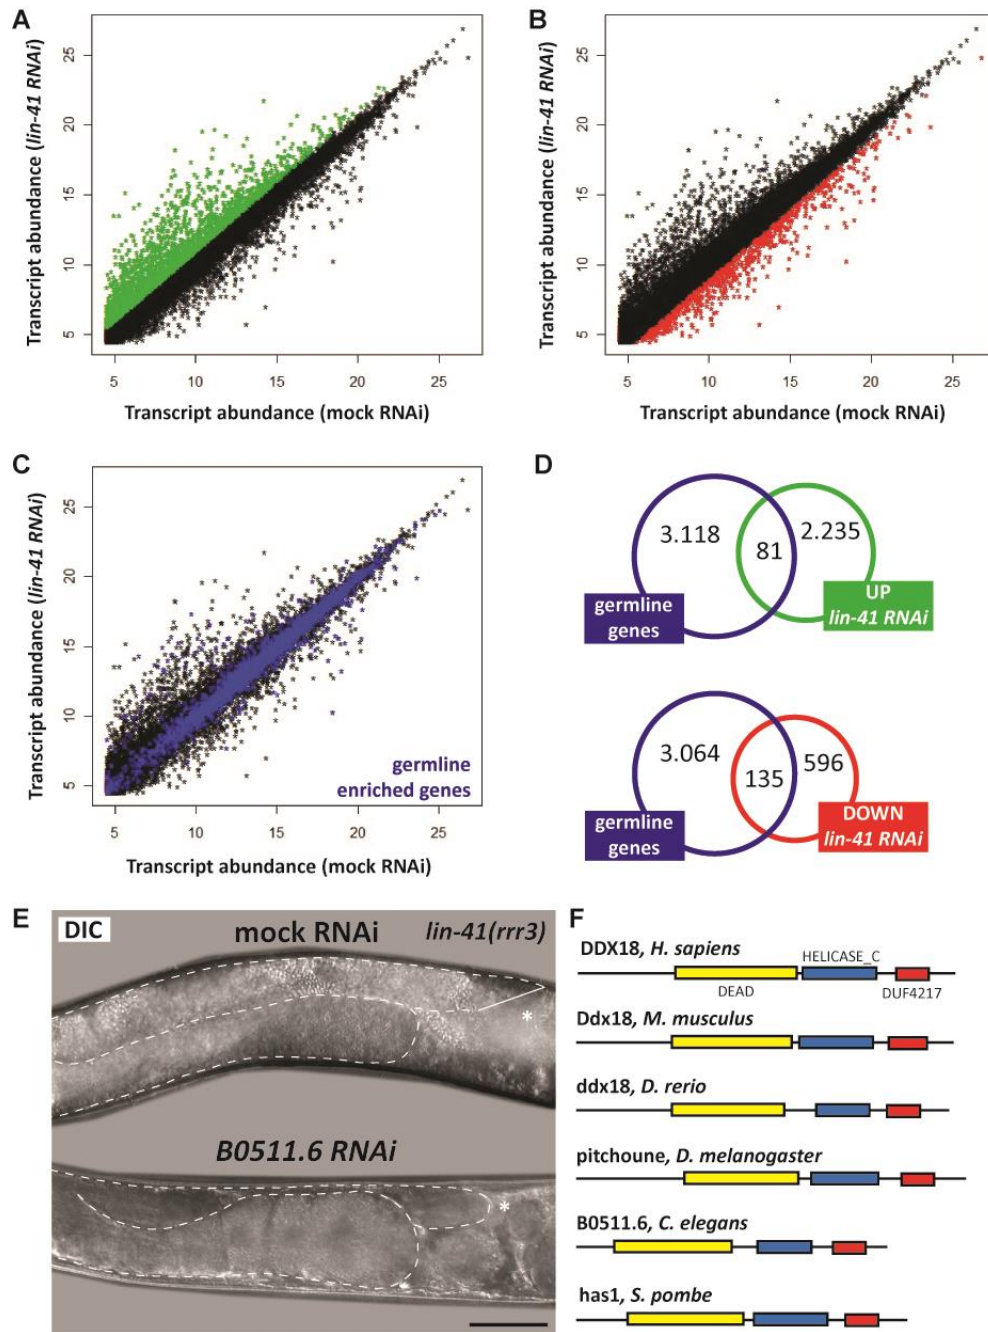 A
Transcript abundance (lin-41 RNAi)
25
20
15
10
5
5 10 15 20 25
Transcript abundance (mock RNAi)
B
Transcript abundance (lin-41 RNAi)
25
20
15
10
5
5 10 15 20 25
Transcript abundance (mock RNAi)
C
Transcript abundance (lin-41 RNAi)
25
20
15
10
5
germline
enriched genes
5 10 15 20 25
Transcript abundance (mock RNAi)
D
3.118 81 2.235
germline
genes
UP
lin-41 RNAi
3.064 135 596
germline
genes
DOWN
lin-41 RNAi
E
DIC mock RNAi lin-41(rrr3)
*
B0511.6 RNAi
*
F
DDX18, H. sapiens
HELICASE_C
DEAD
DUF4217
Ddx18, M. musculus
ddx18, D. rerio
pitchoune, D. melanogaster
B0511.6, C. elegans
has1, S. pombe